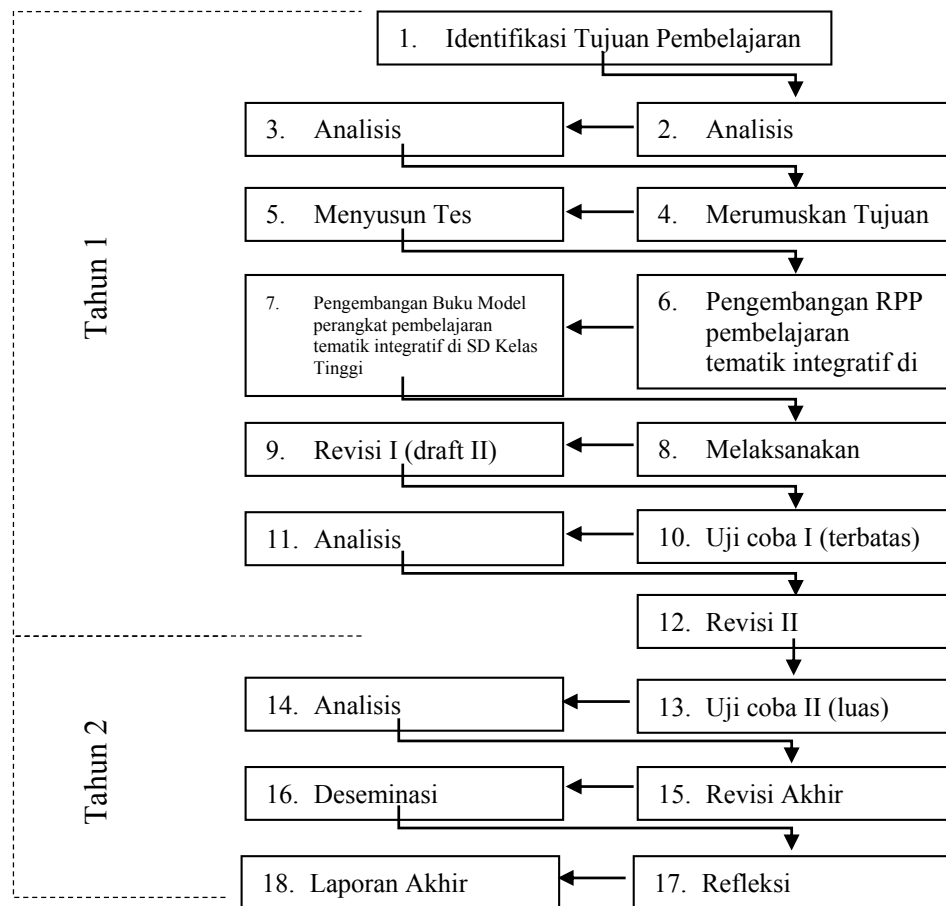 1. Identifikasi Tujuan Pembelajaran
3. Analisis
2. Analisis
5. Menyusun Tes
4. Merumuskan Tujuan
7. Pengembangan Buku Model
perangkat pembelajaran
tematik integratif di SD Kelas
Tinggi
6. Pengembangan RPP
pembelajaran
tematik integratif di
9. Revisi I (draft II)
8. Melaksanakan
11. Analisis
10. Uji coba I (terbatas)
12. Revisi II
14. Analisis
13. Uji coba II (luas)
16. Deseminasi
15. Revisi Akhir
18. Laporan Akhir
17. Refleksi
Tahun 1
Tahun 2